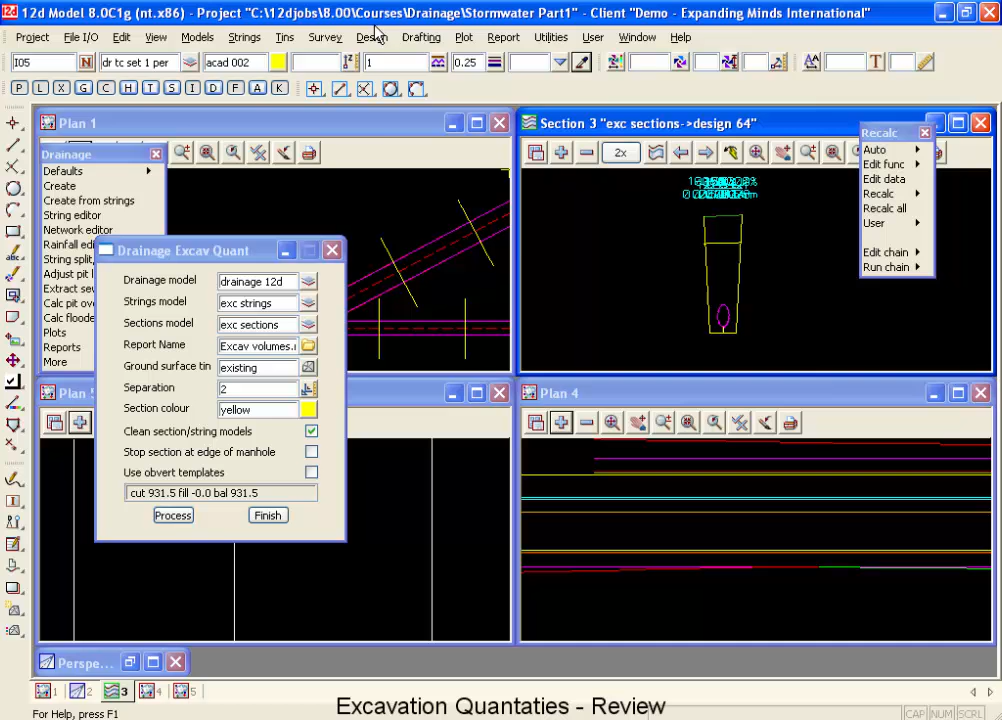 12d Model 8.0C1g (nt.x86) - Project "C:\12djobs\8.00\Courses\Drainage\Stormwater Part1" - Client "Demo - Expanding Minds International"
Project File I/O Edit View Models Strings Tins Survey Design Drafting Plot Report Utilities User Window Help
I05 N dr tc set 1 per acad 002 1 0.25 T
P L X G C H T S I D F A K
Plan 1
Section 3 "exc sections->design 64"
2x
Recalc
Auto
Edit func
Edit data
Recalc
Recalc all
User
Edit chain
Run chain
Drainage
Defaults
Create
Create from strings
String editor
Network editor
Rainfall edi
String split,
Adjust pit l
Extract sew
Calc pit ove
Calc floode
Plots
Reports
More
Drainage Excav Quant
Drainage model drainage 12d
Strings model exc strings
Sections model exc sections
Report Name Excav volumes.r
Ground surface tin existing
Separation 2
Section colour yellow
Clean section/string models
Stop section at edge of manhole
Use obvert templates
cut 931.5 fill -0.0 bal 931.5
Process Finish
Plan 5
Plan 4
Perspe...
1 2 3 4 5
For Help, press F1
Excavation Quantaties - Review
CAP NUM SCRL